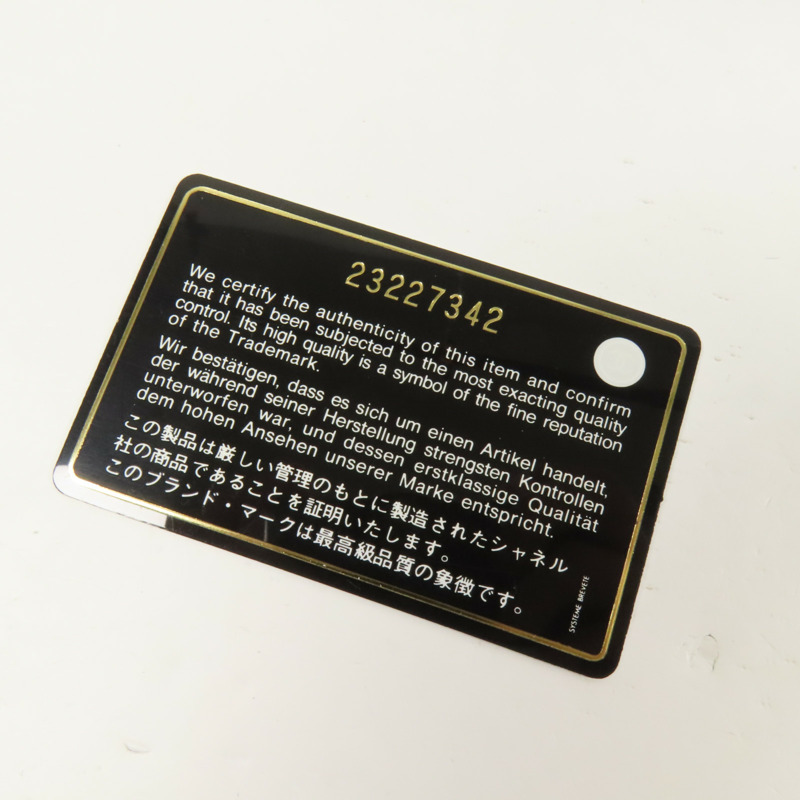 23227342
We certify the authenticity of this item and confirm
that it has been subjected to the most exacting quality
control. Its high quality is a symbol of the fine reputation
of the Trademark.
Wir bestätigen, dass es sich um einen Artikel handelt,
der während seiner Herstellung strengsten Kontrollen
unterworfen war, und dessen erstklassige Qualität
dem hohen Ansehen unserer Marke entspricht.
この製品は厳しい管理のもとに製造されたシャネル
社の商品であることを証明いたします。
このブランド・マークは最高級品質の象徴です。
SYSTEME BREVETE